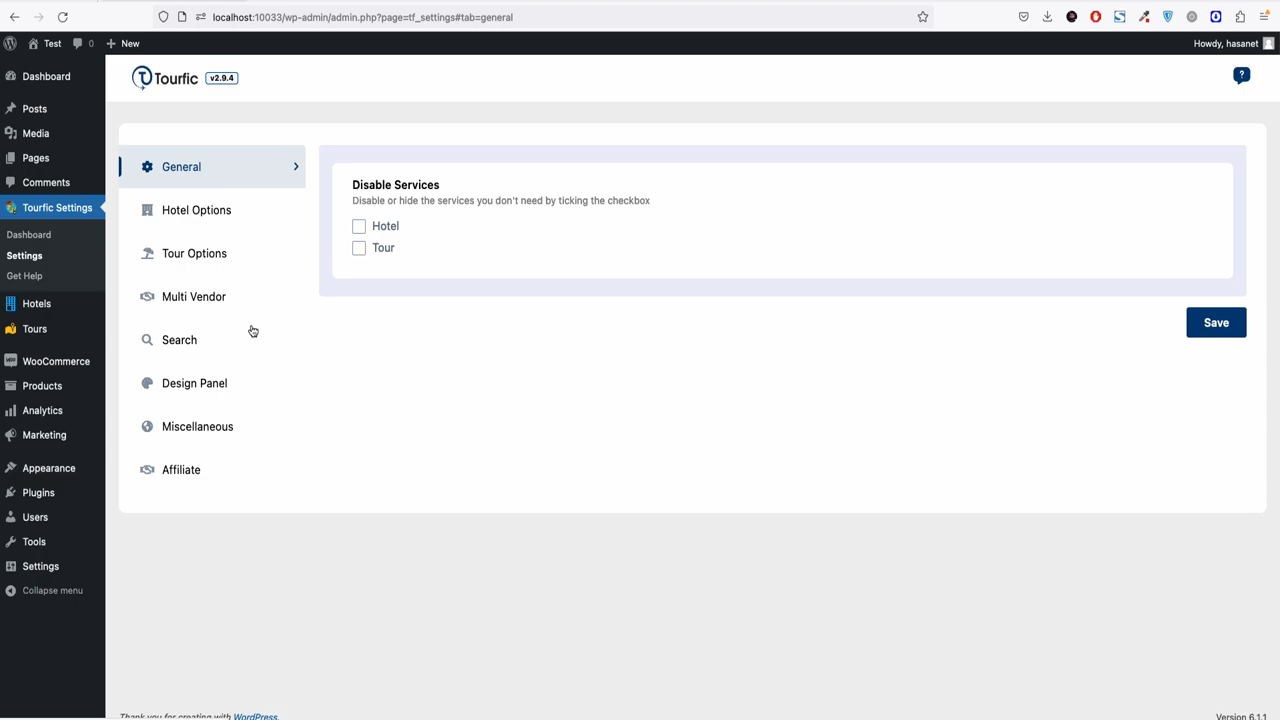 localhost:10033/wp-admin/admin.php?page=tf_settings#tab=general
Test
0
New
Howdy, hasanet
Dashboard
Posts
Media
Pages
Comments
Tourfic Settings
Dashboard
Settings
Get Help
Hotels
Tours
WooCommerce
Products
Analytics
Marketing
Appearance
Plugins
Users
Tools
Settings
Collapse menu
Tourfic v2.9.4
?
General
Hotel Options
Tour Options
Multi Vendor
Search
Design Panel
Miscellaneous
Affiliate
Disable Services
Disable or hide the services you don't need by ticking the checkbox
Hotel
Tour
Save
Thank you for creating with WordPress.
Version 6.1.1